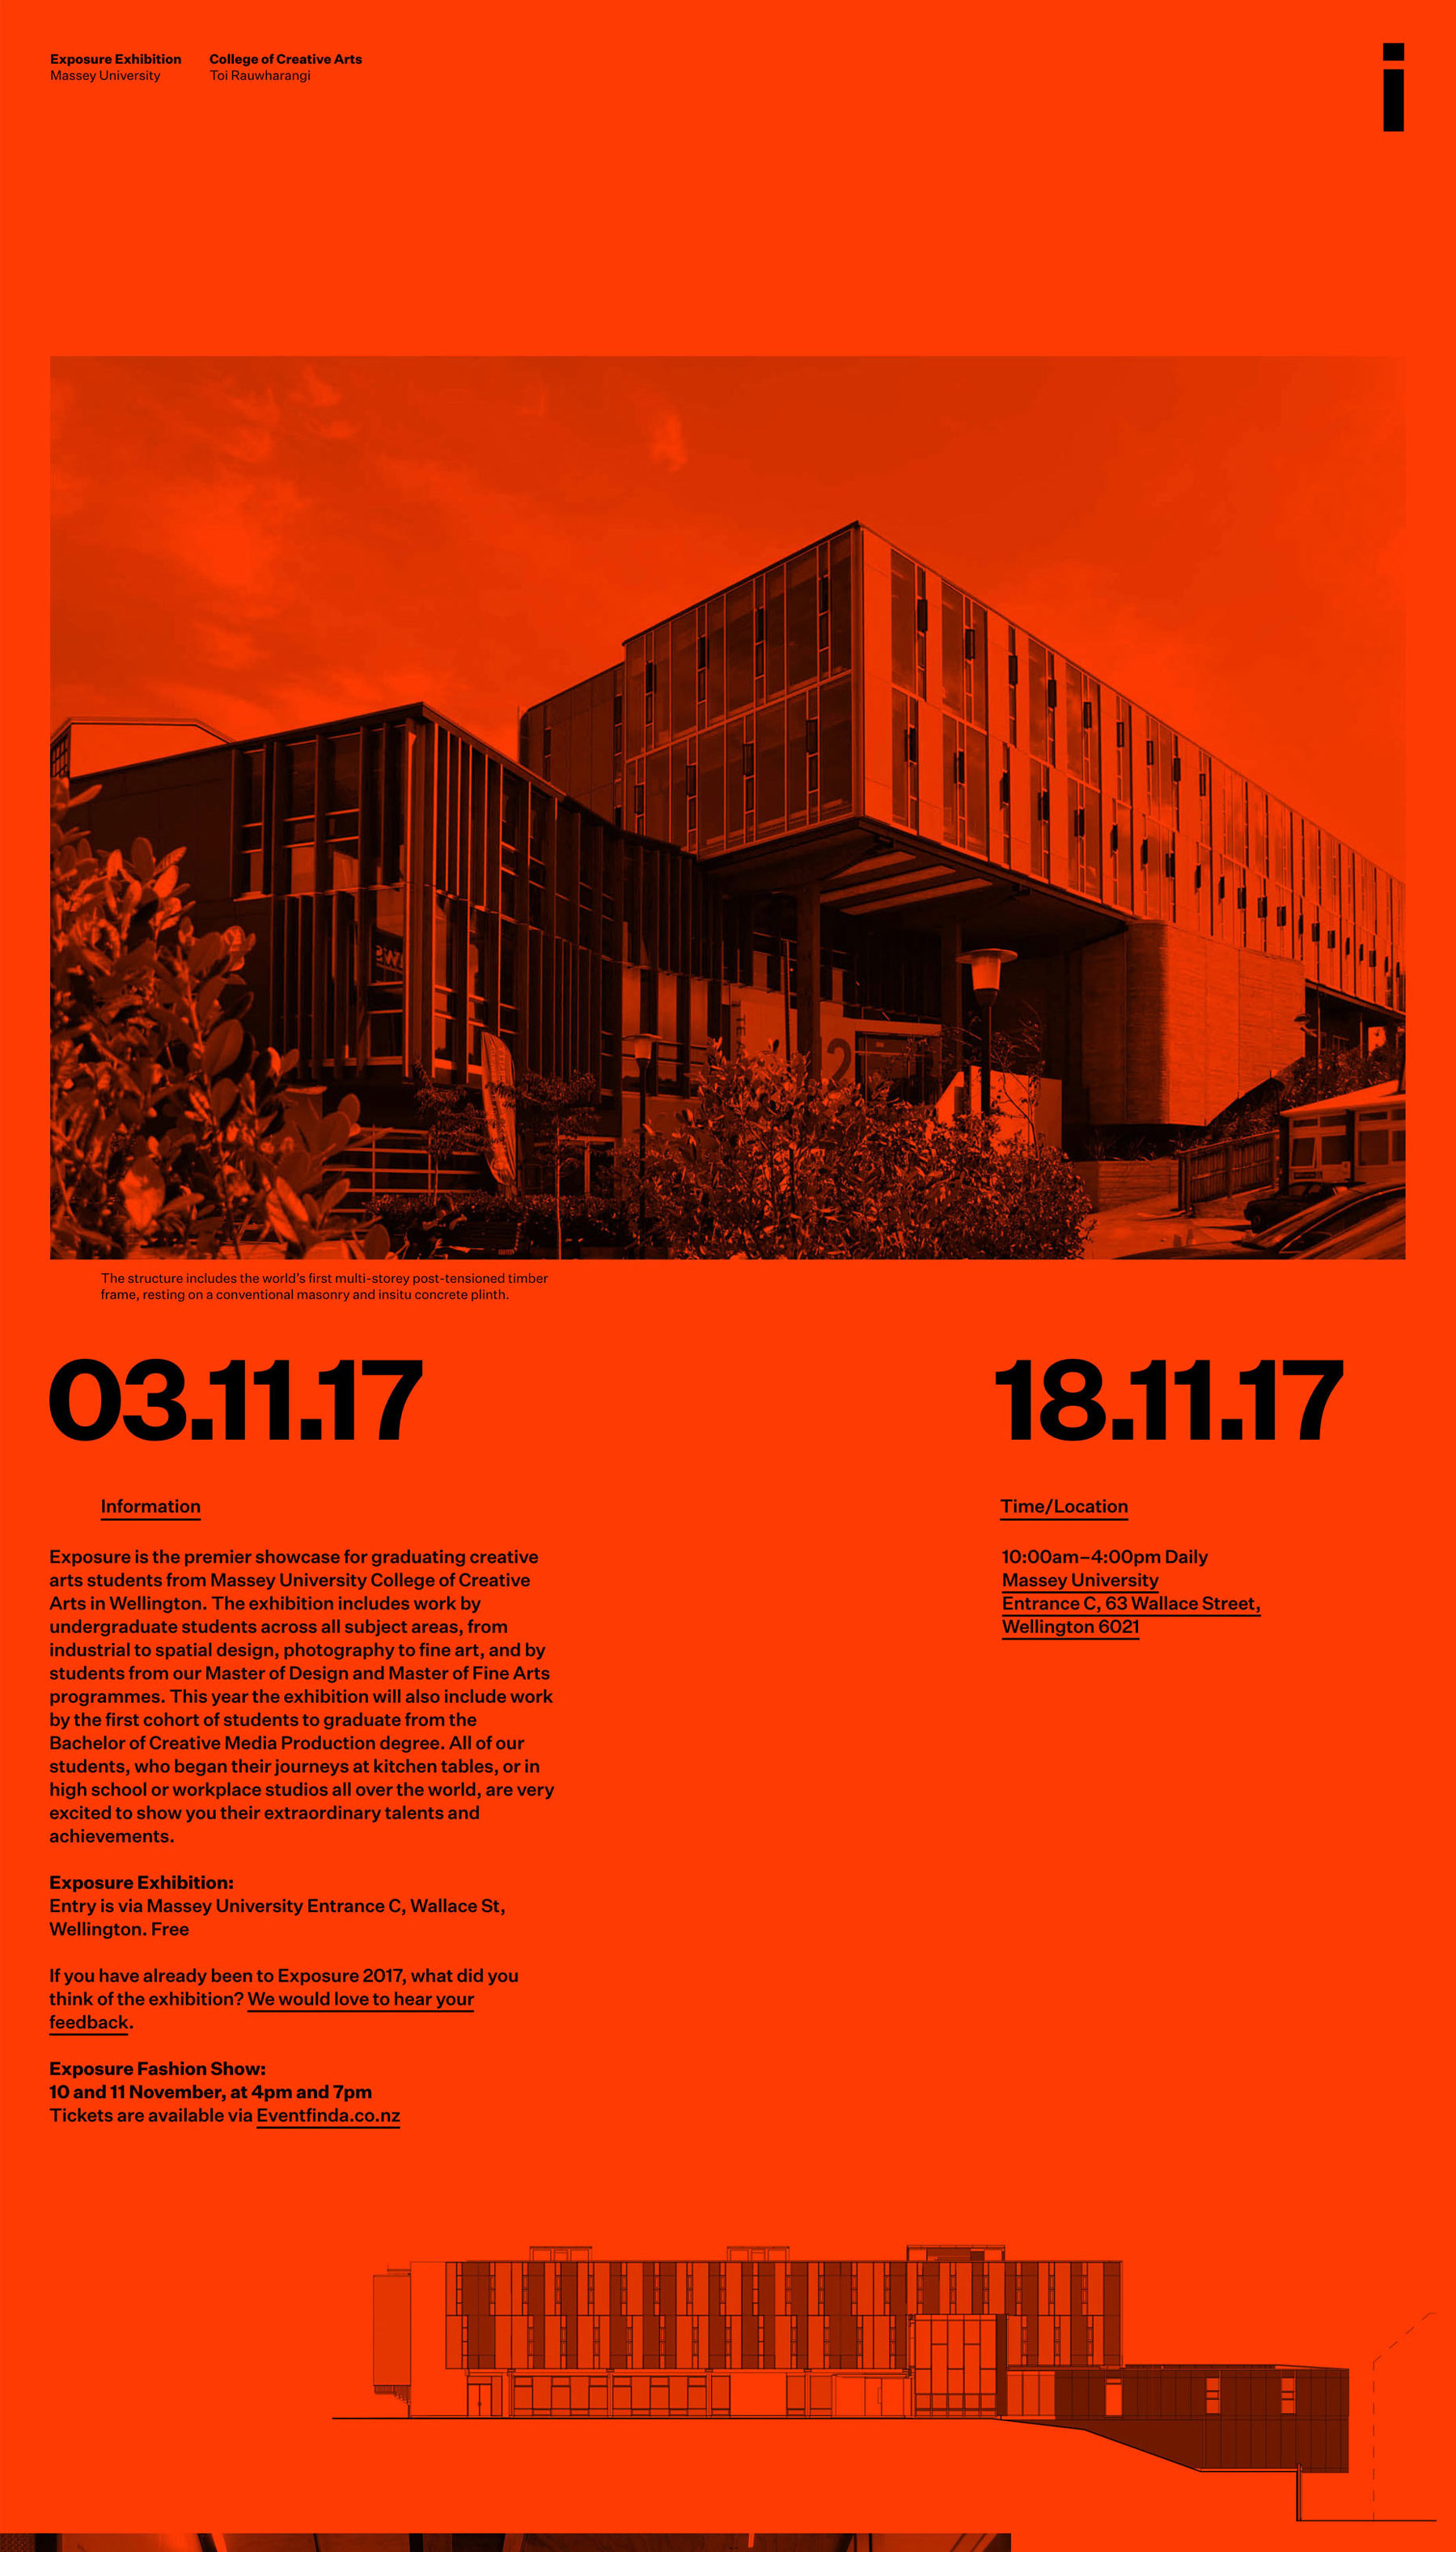 Exposure Exhibition
Massey University
College of Creative Arts
Toi Rauwharangi
i
12
The structure includes the world's first multi-storey post-tensioned timber
frame, resting on a conventional masonry and insitu concrete plinth.
03.11.17
18.11.17
Information
Exposure is the premier showcase for graduating creative
arts students from Massey University College of Creative
Arts in Wellington. The exhibition includes work by
undergraduate students across all subject areas, from
industrial to spatial design, photography to fine art, and by
students from our Master of Design and Master of Fine Arts
programmes. This year the exhibition will also include work
by the first cohort of students to graduate from the
Bachelor of Creative Media Production degree. All of our
students, who began their journeys at kitchen tables, or in
high school or workplace studios all over the world, are very
excited to show you their extraordinary talents and
achievements.
Exposure Exhibition:
Entry is via Massey University Entrance C, Wallace St,
Wellington. Free
If you have already been to Exposure 2017, what did you
think of the exhibition? We would love to hear your
feedback.
Exposure Fashion Show:
10 and 11 November, at 4pm and 7pm
Tickets are available via Eventfinda.co.nz
Time/Location
10:00am–4:00pm Daily
Massey University
Entrance C, 63 Wallace Street,
Wellington 6021